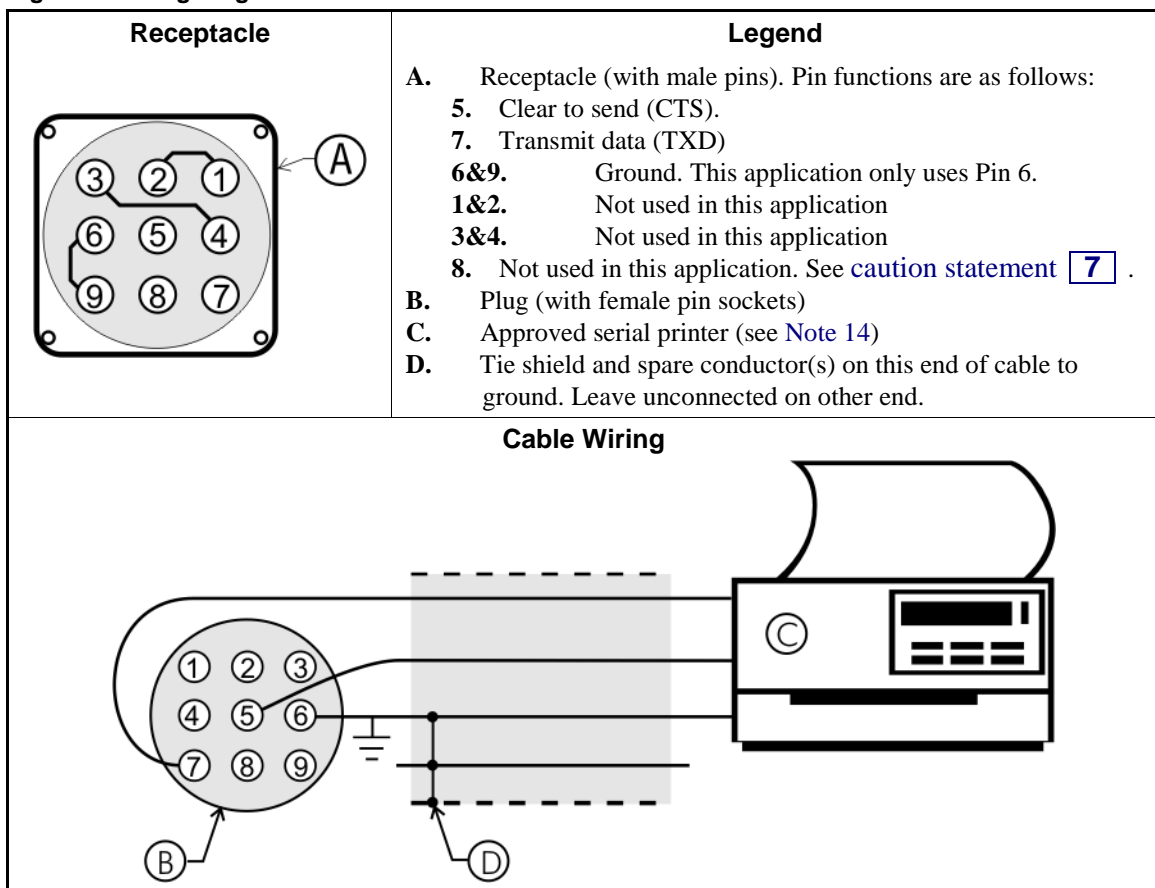 Receptacle
3 2 1
6 5 4
9 8 7
A
Legend
A. Receptacle (with male pins). Pin functions are as follows:
5. Clear to send (CTS).
7. Transmit data (TXD)
6&9. Ground. This application only uses Pin 6.
1&2. Not used in this application
3&4. Not used in this application
8. Not used in this application. See caution statement 7 .
B. Plug (with female pin sockets)
C. Approved serial printer (see Note 14)
D. Tie shield and spare conductor(s) on this end of cable to
ground. Leave unconnected on other end.
Cable Wiring
1 2 3
4 5 6
7 8 9
C
B
D